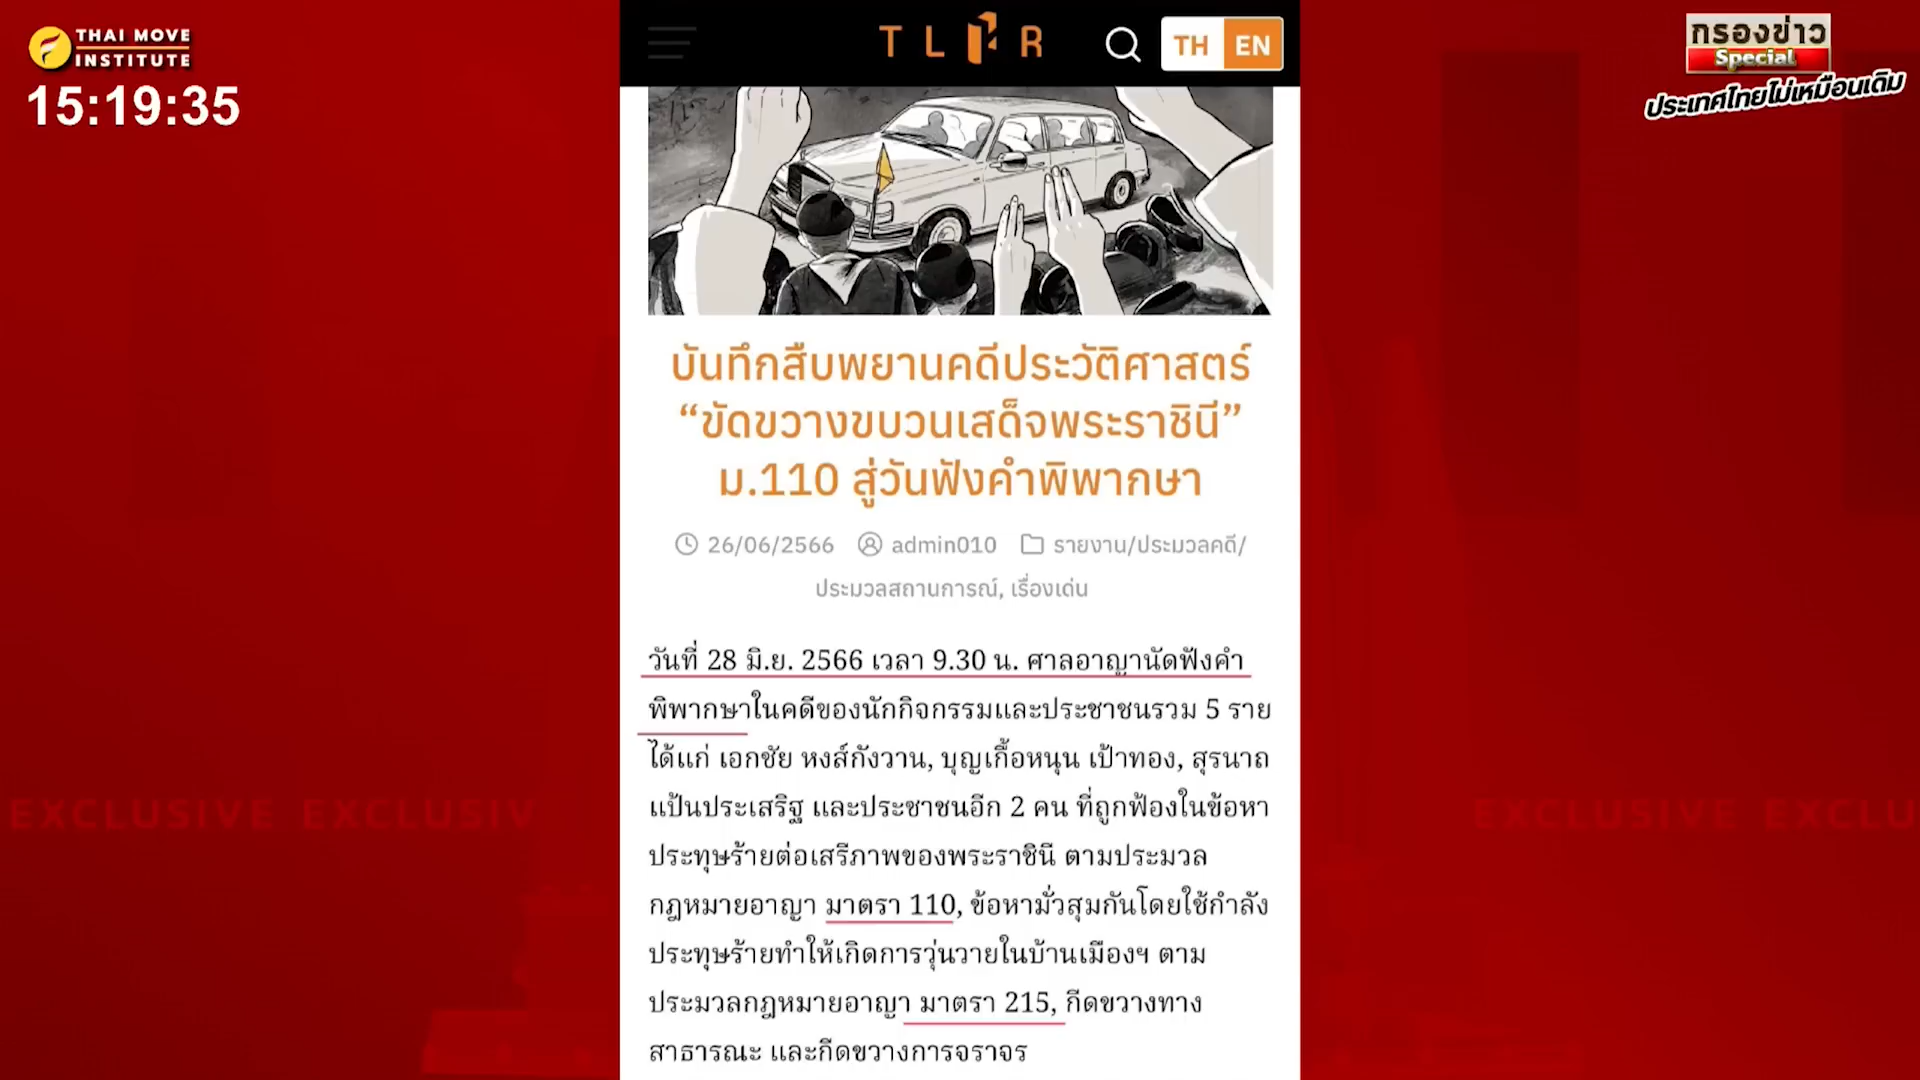 THAI MOVE
INSTITUTE
15:19:35
TLHR
TH EN
กรองข่าว
Special
ประเทศไทยไม่เหมือนเดิม
บันทึกสืบพยานคดีประวัติศาสตร์
“ขัดขวางขบวนเสด็จพระราชินี”
ม.110 สู่วันฟังคำพิพากษา
26/06/2566 admin010 รายงาน/ประมวลคดี/
ประมวลสถานการณ์, เรื่องเด่น
วันที่ 28 มิ.ย. 2566 เวลา 9.30 น. ศาลอาญานัดฟังคำ
พิพากษาในคดีของนักกิจกรรมและประชาชนรวม 5 ราย
ได้แก่ เอกชัย หงส์กังวาน, บุญเกื้อหนุน เป้าทอง, สุรนาถ
แป้นประเสริฐ และประชาชนอีก 2 คน ที่ถูกฟ้องในข้อหา
ประทุษร้ายต่อเสรีภาพของพระราชินี ตามประมวล
กฎหมายอาญา มาตรา 110, ข้อหามั่วสุมกันโดยใช้กำลัง
ประทุษร้ายทำให้เกิดการวุ่นวายในบ้านเมืองฯ ตาม
ประมวลกฎหมายอาญา มาตรา 215, กีดขวางทาง
สาธารณะ และกีดขวางการจราจร
EXCLUSIVE EXCLUSIV
EXCLUSIVE EXCLU